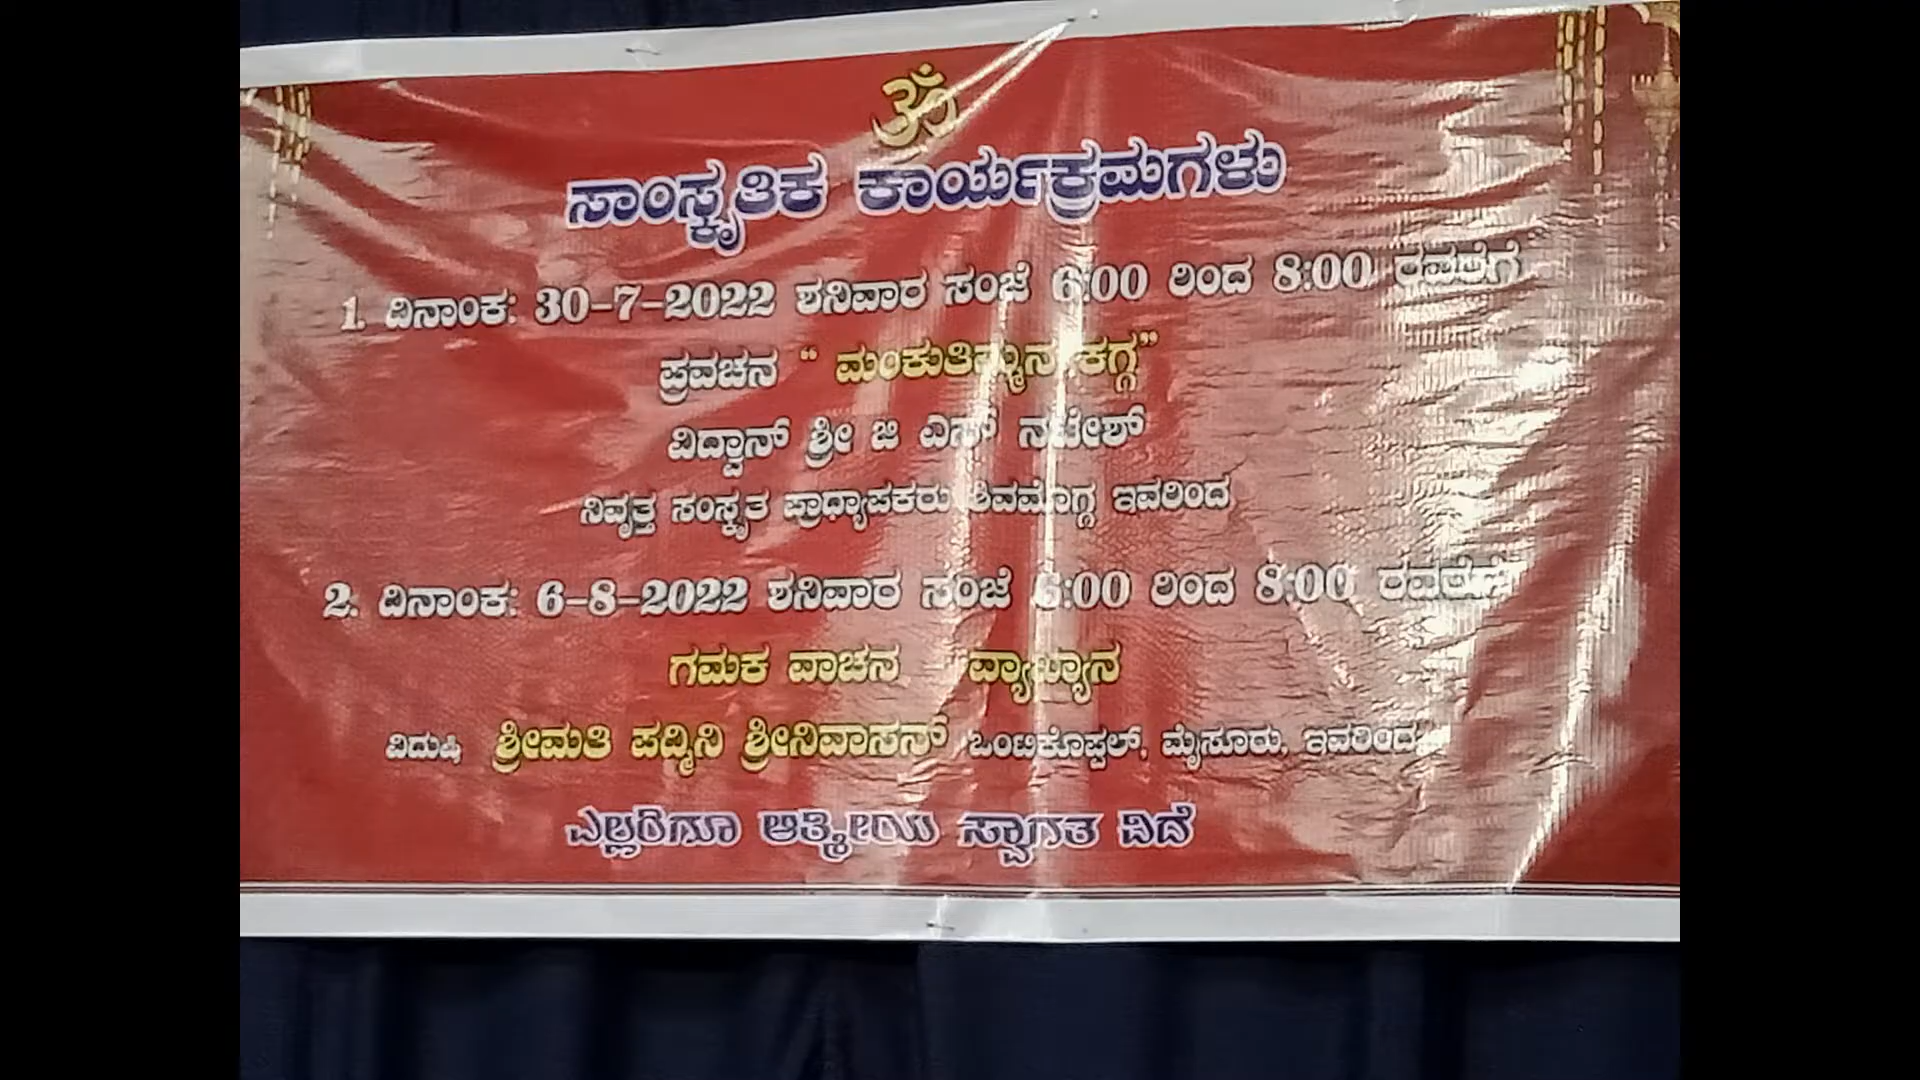 ॐ
ಸಾಂಸ್ಕೃತಿಕ ಕಾರ್ಯಕ್ರಮಗಳು
1. ದಿನಾಂಕ: 30-7-2022 ಶನಿವಾರ ಸಂಜೆ 6:00 ರಿಂದ 8:00 ರವರೆಗೆ
ಪ್ರವಚನ “ ಮಂಕುತಿಮ್ಮನ ಕಗ್ಗ”
ವಿದ್ವಾನ್ ಶ್ರೀ ಜಿ ಎಸ್ ನಟೇಶ್
ನಿವೃತ್ತ ಸಂಸ್ಕೃತ ಪ್ರಾಧ್ಯಾಪಕರು ಶಿವಮೊಗ್ಗ ಇವರಿಂದ
2. ದಿನಾಂಕ: 6-8-2022 ಶನಿವಾರ ಸಂಜೆ 6:00 ರಿಂದ 8:00 ರವರೆಗೆ
ಗಮಕ ವಾಚನ ವ್ಯಾಖ್ಯಾನ
ವಿದುಷಿ ಶ್ರೀಮತಿ ಪದ್ಮಿನಿ ಶ್ರೀನಿವಾಸನ್ ಒಂಟಿಕೊಪ್ಪಲ್, ಮೈಸೂರು, ಇವರಿಂದ
ಎಲ್ಲರಿಗೂ ಆತ್ಮೀಯ ಸ್ವಾಗತ ವಿದೆ